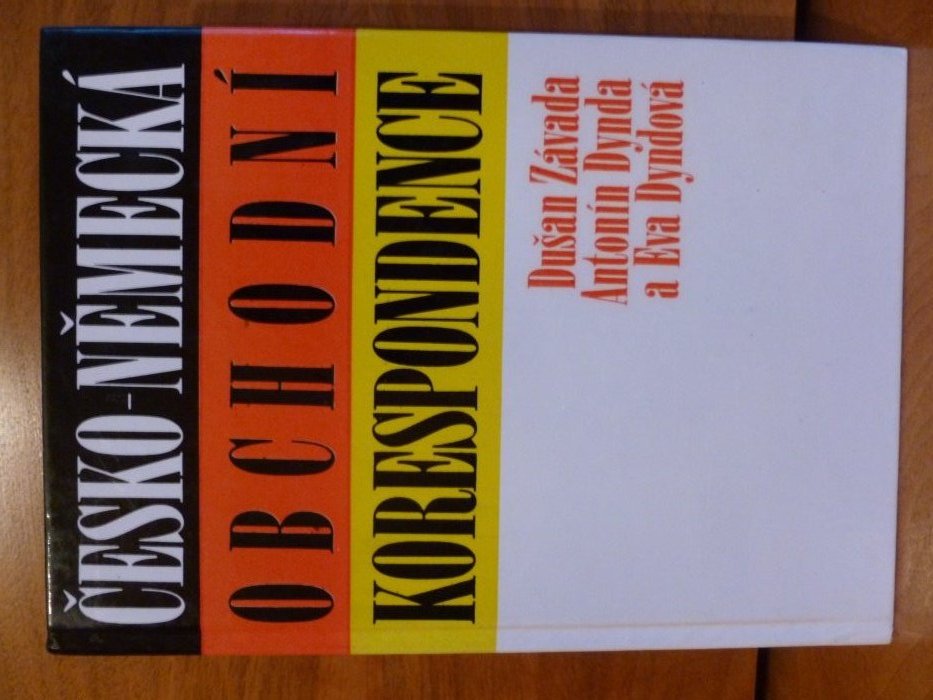 ČESKO-NĚMECKÁ
OBCHODNÍ
KORESPONDENCE
Dušan Závada
Antonín Dynda
a Eva Dyndová